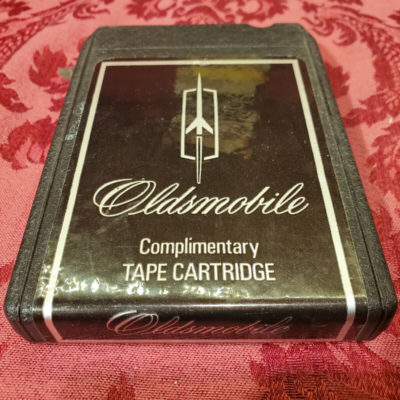 Oldsmobile
Complimentary
TAPE CARTRIDGE
Oldsmobile